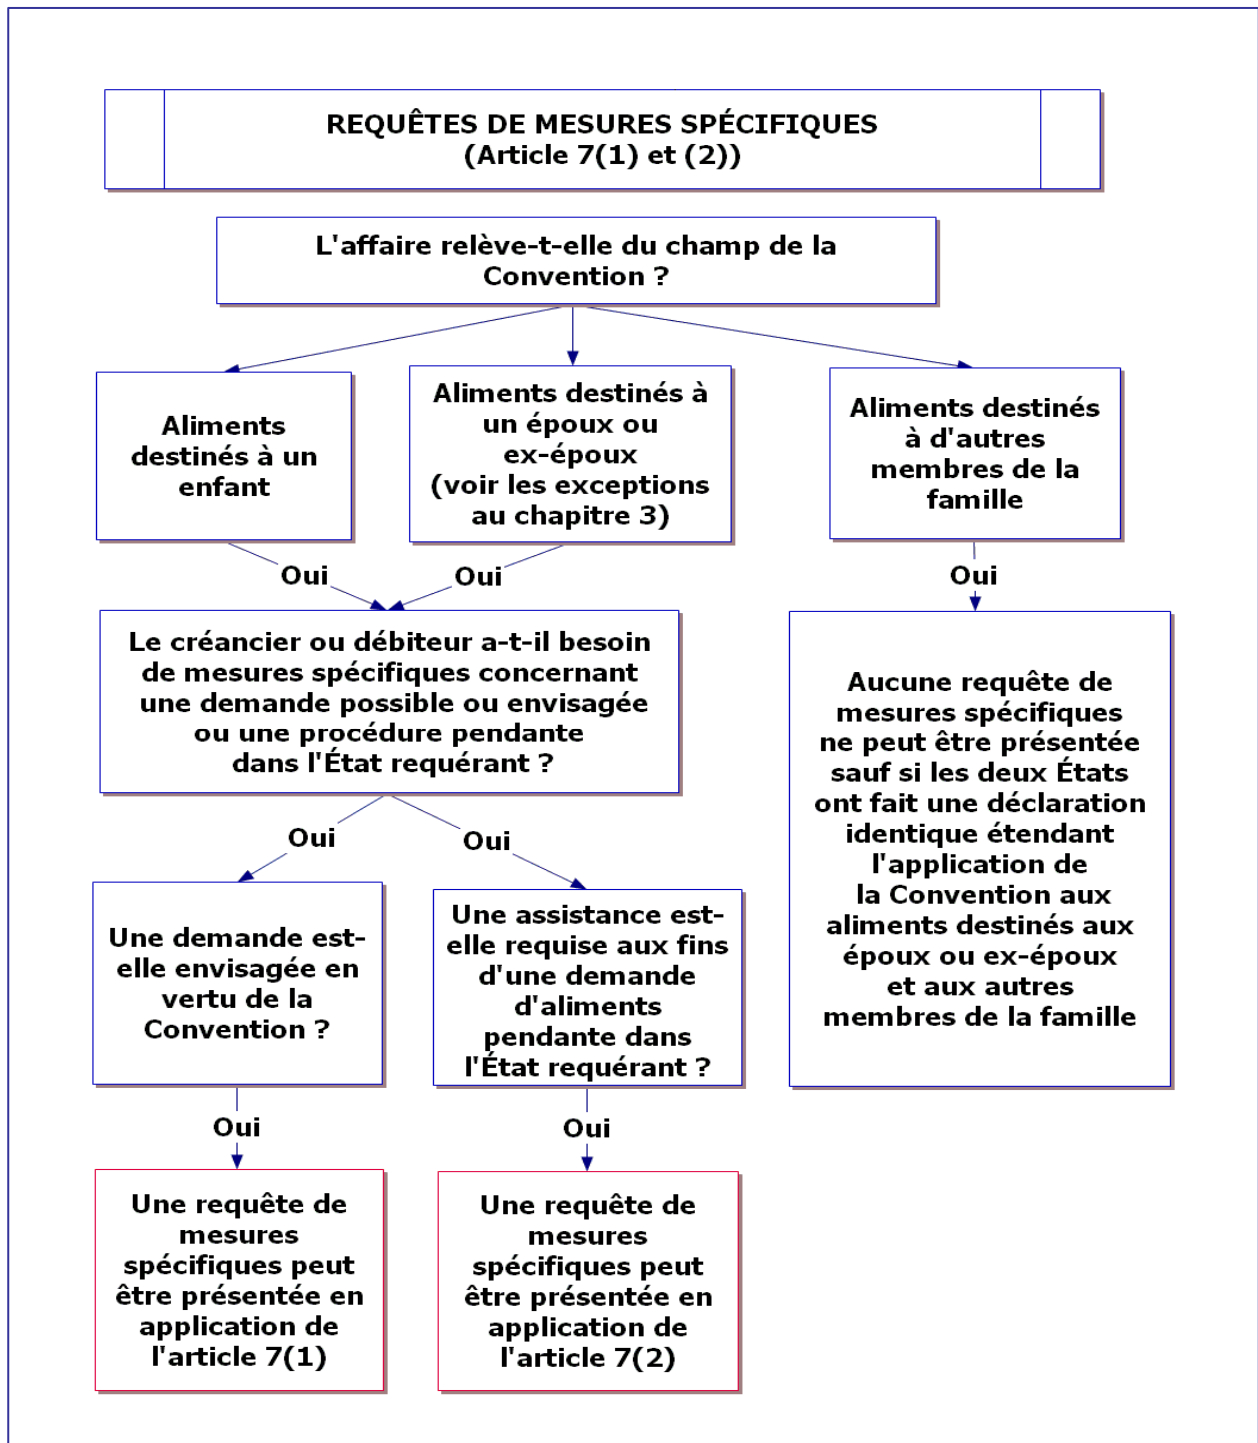 REQUÊTES DE MESURES SPÉCIFIQUES
(Article 7(1) et (2))
L'affaire relève-t-elle du champ de la
Convention ?
Aliments
destinés à un
enfant
Aliments destinés à
un époux ou
ex-époux
(voir les exceptions
au chapitre 3)
Aliments destinés
à d'autres
membres de la
famille
Oui
Oui
Oui
Le créancier ou débiteur a-t-il besoin
de mesures spécifiques concernant
une demande possible ou envisagée
ou une procédure pendante
dans l'État requérant ?
Aucune requête de
mesures spécifiques
ne peut être présentée
sauf si les deux États
ont fait une déclaration
identique étendant
l'application de
la Convention aux
aliments destinés aux
époux ou ex-époux
et aux autres
membres de la famille
Oui
Oui
Une demande est-
elle envisagée en
vertu de la
Convention ?
Une assistance est-
elle requise aux fins
d'une demande
d'aliments
pendante dans
l'État requérant ?
Oui
Oui
Une requête de
mesures
spécifiques peut
être présentée en
application de
l'article 7(1)
Une requête de
mesures
spécifiques peut
être présentée en
application de
l'article 7(2)